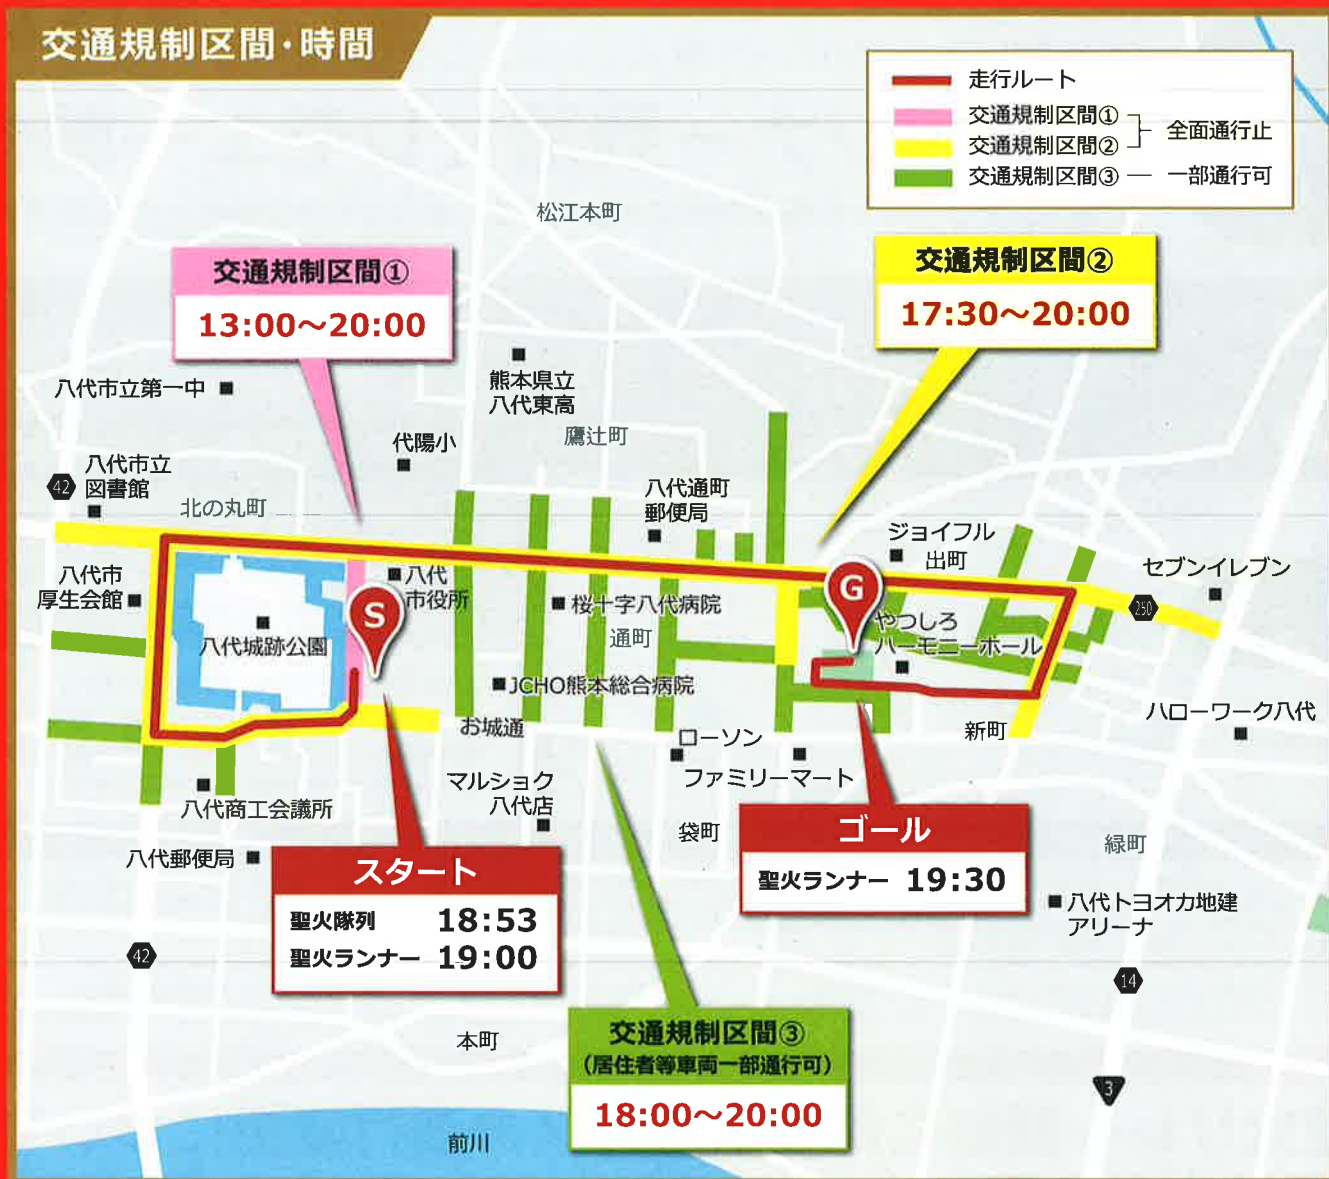 交通規制区間・時間
走行ルート
交通規制区間①
交通規制区間②
全面通行止
交通規制区間③
一部通行可
松江本町
交通規制区間①
13:00～20:00
交通規制区間②
17:30～20:00
八代市立第一中
熊本県立
八代東高
代陽小
鷹辻町
42
八代市立
図書館
北の丸町
八代通町
郵便局
ジョイフル
出町
セブンイレブン
八代市
厚生会館
八代
市役所
S
G
桜十字八代病院
250
八代城跡公園
通町
やつしろ
ハーモニーホール
JCHO熊本総合病院
お城通
新町
ハローワーク八代
ローソン
ファミリーマート
マルショク
八代店
八代商工会議所
袋町
緑町
八代郵便局
スタート
聖火隊列 18:53
聖火ランナー 19:00
ゴール
聖火ランナー 19:30
八代トヨオカ地建
アリーナ
42
14
本町
交通規制区間③
(居住者等車両一部通行可)
18:00～20:00
3
前川